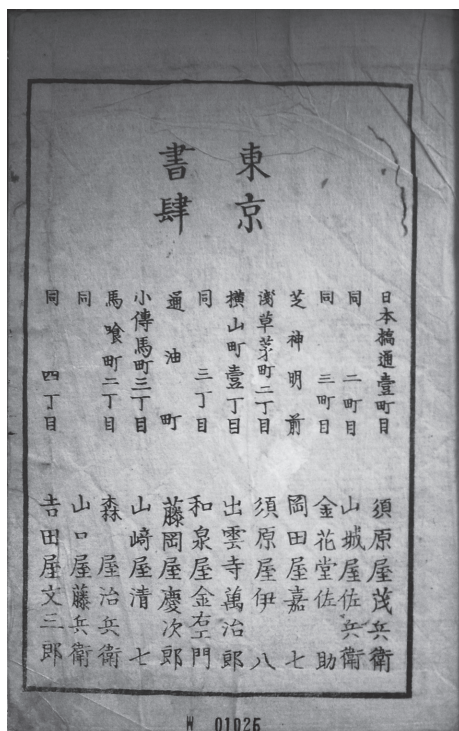 東京
書肆
日本橋通壹町目 須原屋茂兵衛
同 二町目 山城屋佐兵衛
同 三町目 金花堂佐助
芝神明前 岡田屋嘉七
淺草茅町二丁目 須原屋伊八
横山町壹丁目 出雲寺萬治郎
同 三丁目 和泉屋金右エ門
通油町 藤岡屋慶次郎
小傳馬町三丁目 山﨑屋清七
馬喰町二丁目 森屋治兵衛
同 山口屋藤兵衛
同 四丁目 吉田屋文三郎
W 01025